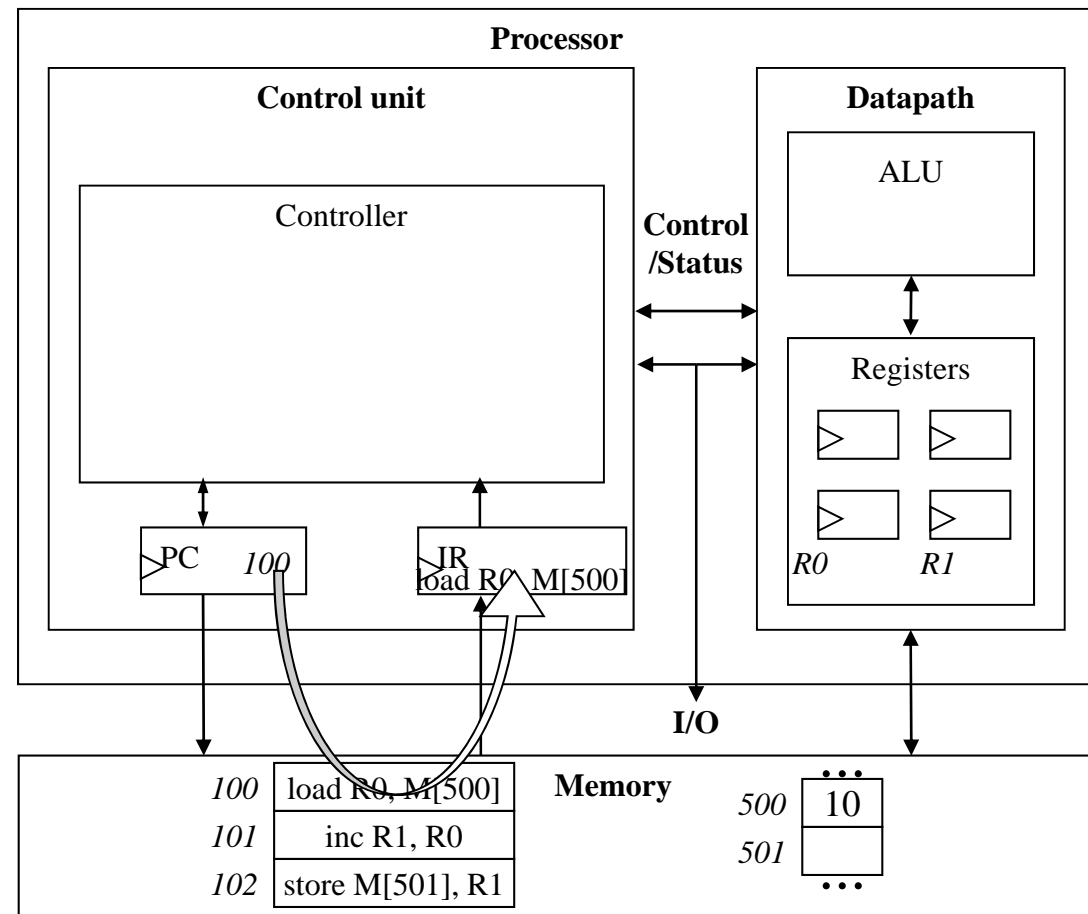 Processor
Control unit
Datapath
ALU
Controller
Control
/Status
Registers
PC
100
IR
load R0, M[500]
R0
R1
I/O
Memory
100
load R0, M[500]
101
inc R1, R0
102
store M[501], R1
•••
500
10
501
•••